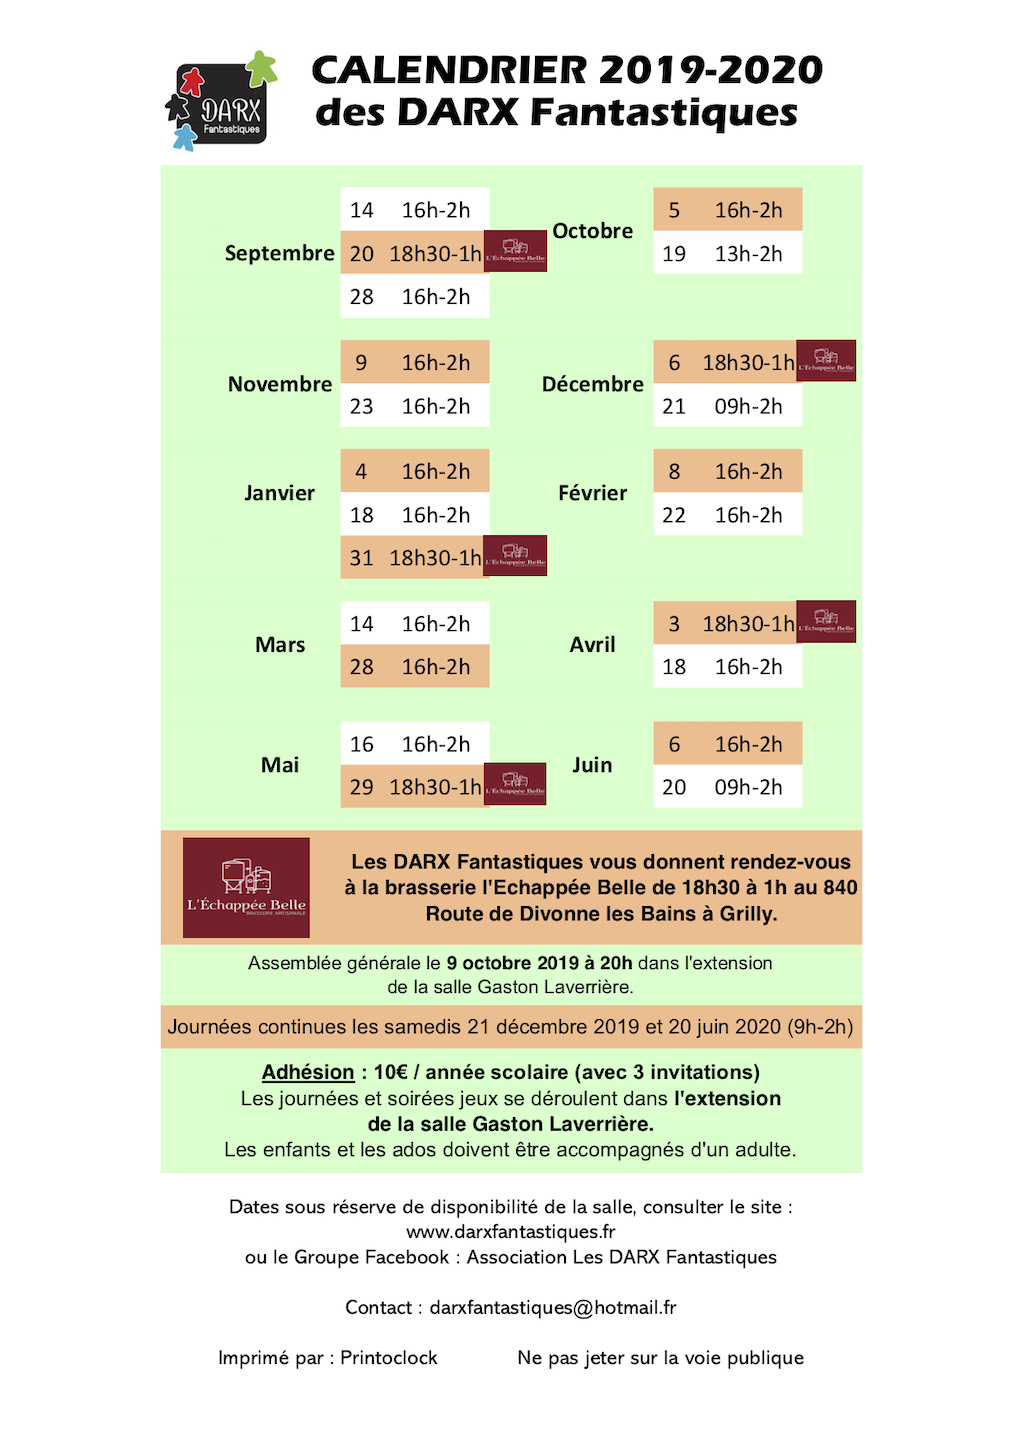 DARX
Fantastiques
CALENDRIER 2019-2020
des DARX Fantastiques
Septembre
14 16h-2h
20 18h30-1h L'Échappée Belle
28 16h-2h
Octobre
5 16h-2h
19 13h-2h
Novembre
9 16h-2h
23 16h-2h
Décembre
6 18h30-1h L'Échappée Belle
21 09h-2h
Janvier
4 16h-2h
18 16h-2h
31 18h30-1h L'Échappée Belle
Février
8 16h-2h
22 16h-2h
Mars
14 16h-2h
28 16h-2h
Avril
3 18h30-1h L'Échappée Belle
18 16h-2h
Mai
16 16h-2h
29 18h30-1h L'Échappée Belle
Juin
6 16h-2h
20 09h-2h
L'Échappée Belle
BRASSERIE ARTISANALE
Les DARX Fantastiques vous donnent rendez-vous
à la brasserie l'Echappée Belle de 18h30 à 1h au 840
Route de Divonne les Bains à Grilly.
Assemblée générale le 9 octobre 2019 à 20h dans l'extension
de la salle Gaston Laverrière.
Journées continues les samedis 21 décembre 2019 et 20 juin 2020 (9h-2h)
Adhésion : 10€ / année scolaire (avec 3 invitations)
Les journées et soirées jeux se déroulent dans l'extension
de la salle Gaston Laverrière.
Les enfants et les ados doivent être accompagnés d'un adulte.
Dates sous réserve de disponibilité de la salle, consulter le site :
www.darxfantastiques.fr
ou le Groupe Facebook : Association Les DARX Fantastiques
Contact : darxfantastiques@hotmail.fr
Imprimé par : Printoclock Ne pas jeter sur la voie publique